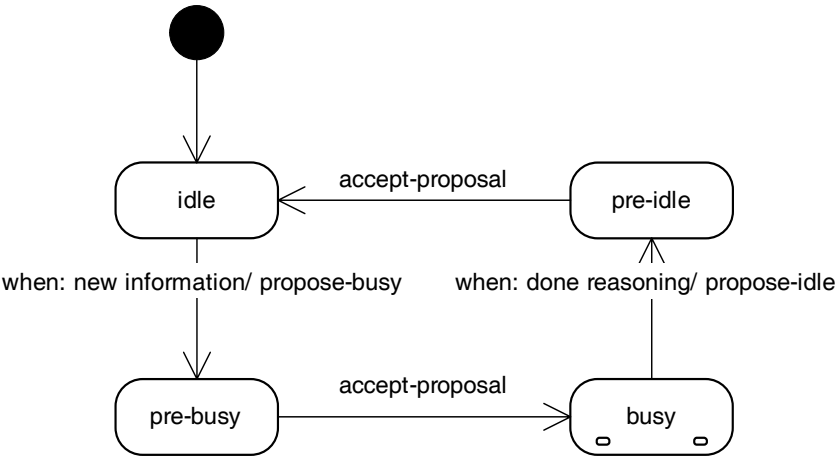 idle
accept-proposal
pre-idle
when: new information/ propose-busy
when: done reasoning/ propose-idle
pre-busy
accept-proposal
busy